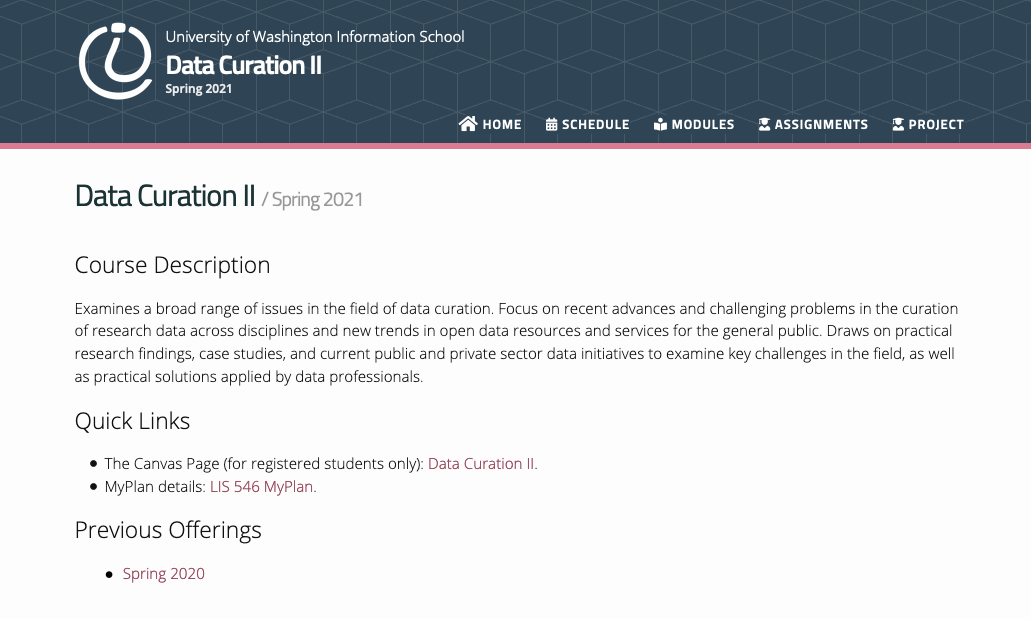 University of Washington Information School
Data Curation II
Spring 2021
HOME SCHEDULE MODULES ASSIGNMENTS PROJECT
Data Curation II / Spring 2021
Course Description
Examines a broad range of issues in the field of data curation. Focus on recent advances and challenging problems in the curation
of research data across disciplines and new trends in open data resources and services for the general public. Draws on practical
research findings, case studies, and current public and private sector data initiatives to examine key challenges in the field, as well
as practical solutions applied by data professionals.
Quick Links
• The Canvas Page (for registered students only): Data Curation II.
• MyPlan details: LIS 546 MyPlan.
Previous Offerings
• Spring 2020